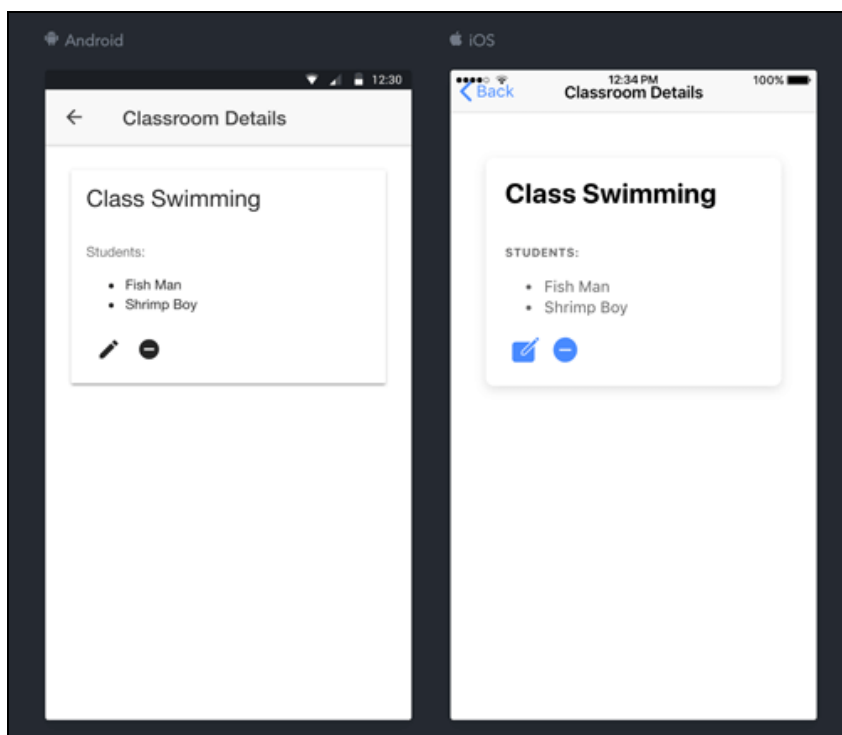 Android
12:30
Classroom Details
Class Swimming
Students:
Fish Man
Shrimp Boy
iOS
12:34 PM
100%
Back
Classroom Details
Class Swimming
STUDENTS:
Fish Man
Shrimp Boy